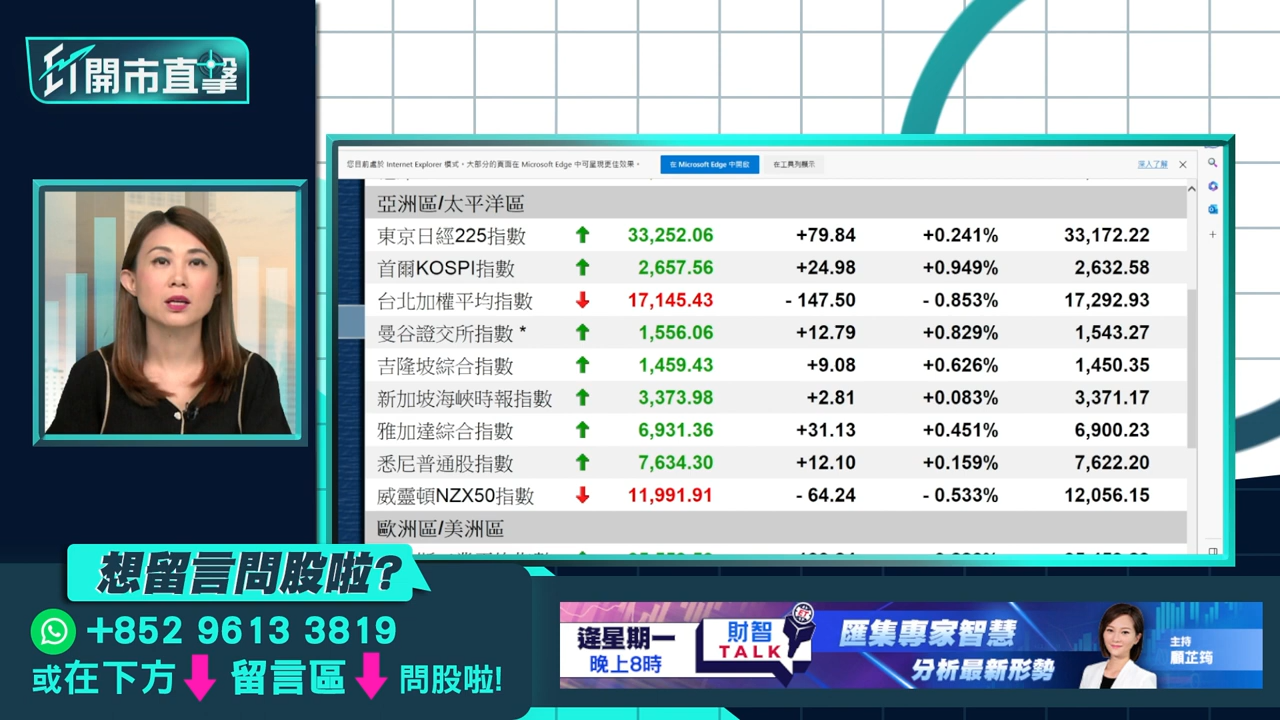 ET開市直擊
您目前處於 Internet Explorer 模式。大部分的頁面在 Microsoft Edge 中可呈現更佳效果。 在 Microsoft Edge 中開啟 在工具列顯示 深入了解
亞洲區/太平洋區
東京日經225指數 33,252.06 +79.84 +0.241% 33,172.22
首爾KOSPI指數 2,657.56 +24.98 +0.949% 2,632.58
台北加權平均指數 17,145.43 - 147.50 - 0.853% 17,292.93
曼谷證交所指數 * 1,556.06 +12.79 +0.829% 1,543.27
吉隆坡綜合指數 1,459.43 +9.08 +0.626% 1,450.35
新加坡海峽時報指數 3,373.98 +2.81 +0.083% 3,371.17
雅加達綜合指數 6,931.36 +31.13 +0.451% 6,900.23
悉尼普通股指數 7,634.30 +12.10 +0.159% 7,622.20
威靈頓NZX50指數 11,991.91 - 64.24 - 0.533% 12,056.15
歐洲區/美洲區
想留言問股啦?
+852 9613 3819
或在下方 留言區 問股啦!
逢星期一
晚上8時
ET
財智
TALK
匯集專家智慧
分析最新形勢
主持
顧芷筠